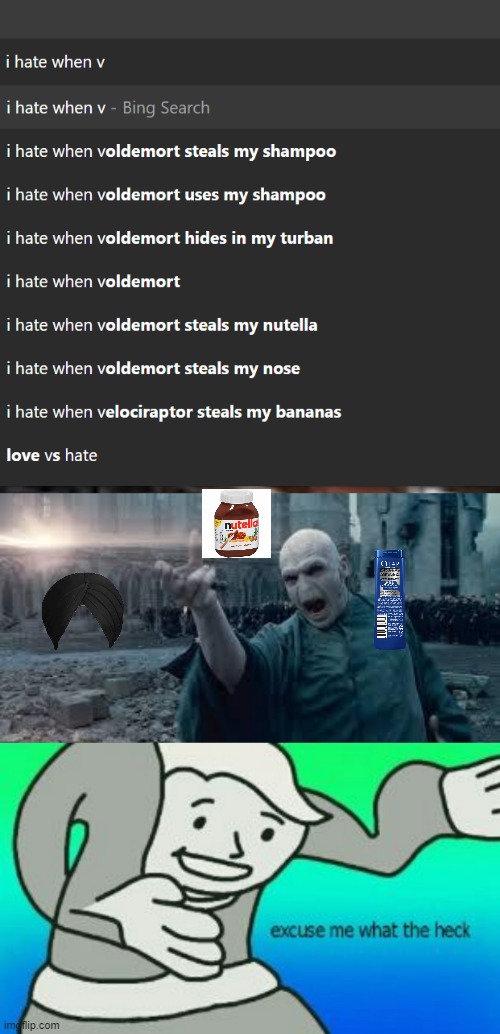 i hate when v
i hate when v - Bing Search
i hate when voldemort steals my shampoo
i hate when voldemort uses my shampoo
i hate when voldemort hides in my turban
i hate when voldemort
i hate when voldemort steals my nutella
i hate when voldemort steals my nose
i hate when velociraptor steals my bananas
love vs hate
nutella
excuse me what the heck
imgflip.com